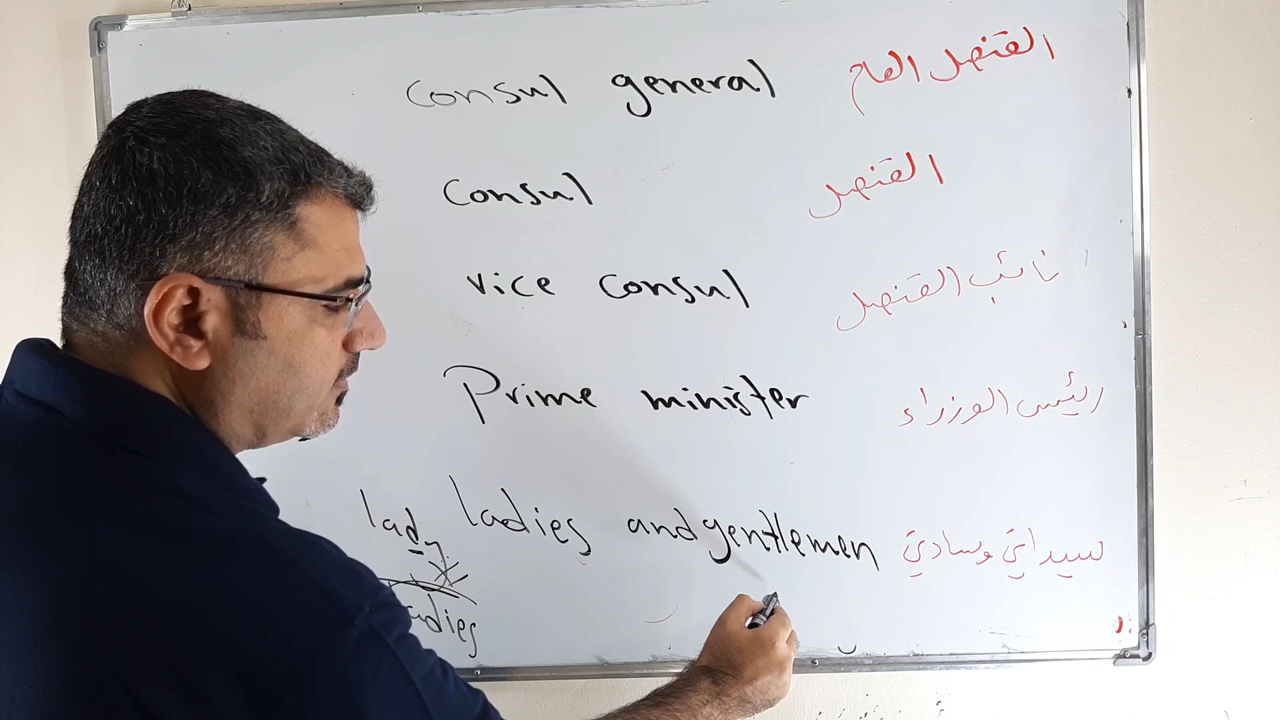 consul general القنصل العام
consul القنصل
vice consul نائب القنصل
Prime minister رئيس الوزراء
lady ladies and gentlemen سيداتي وسادتي
ladies